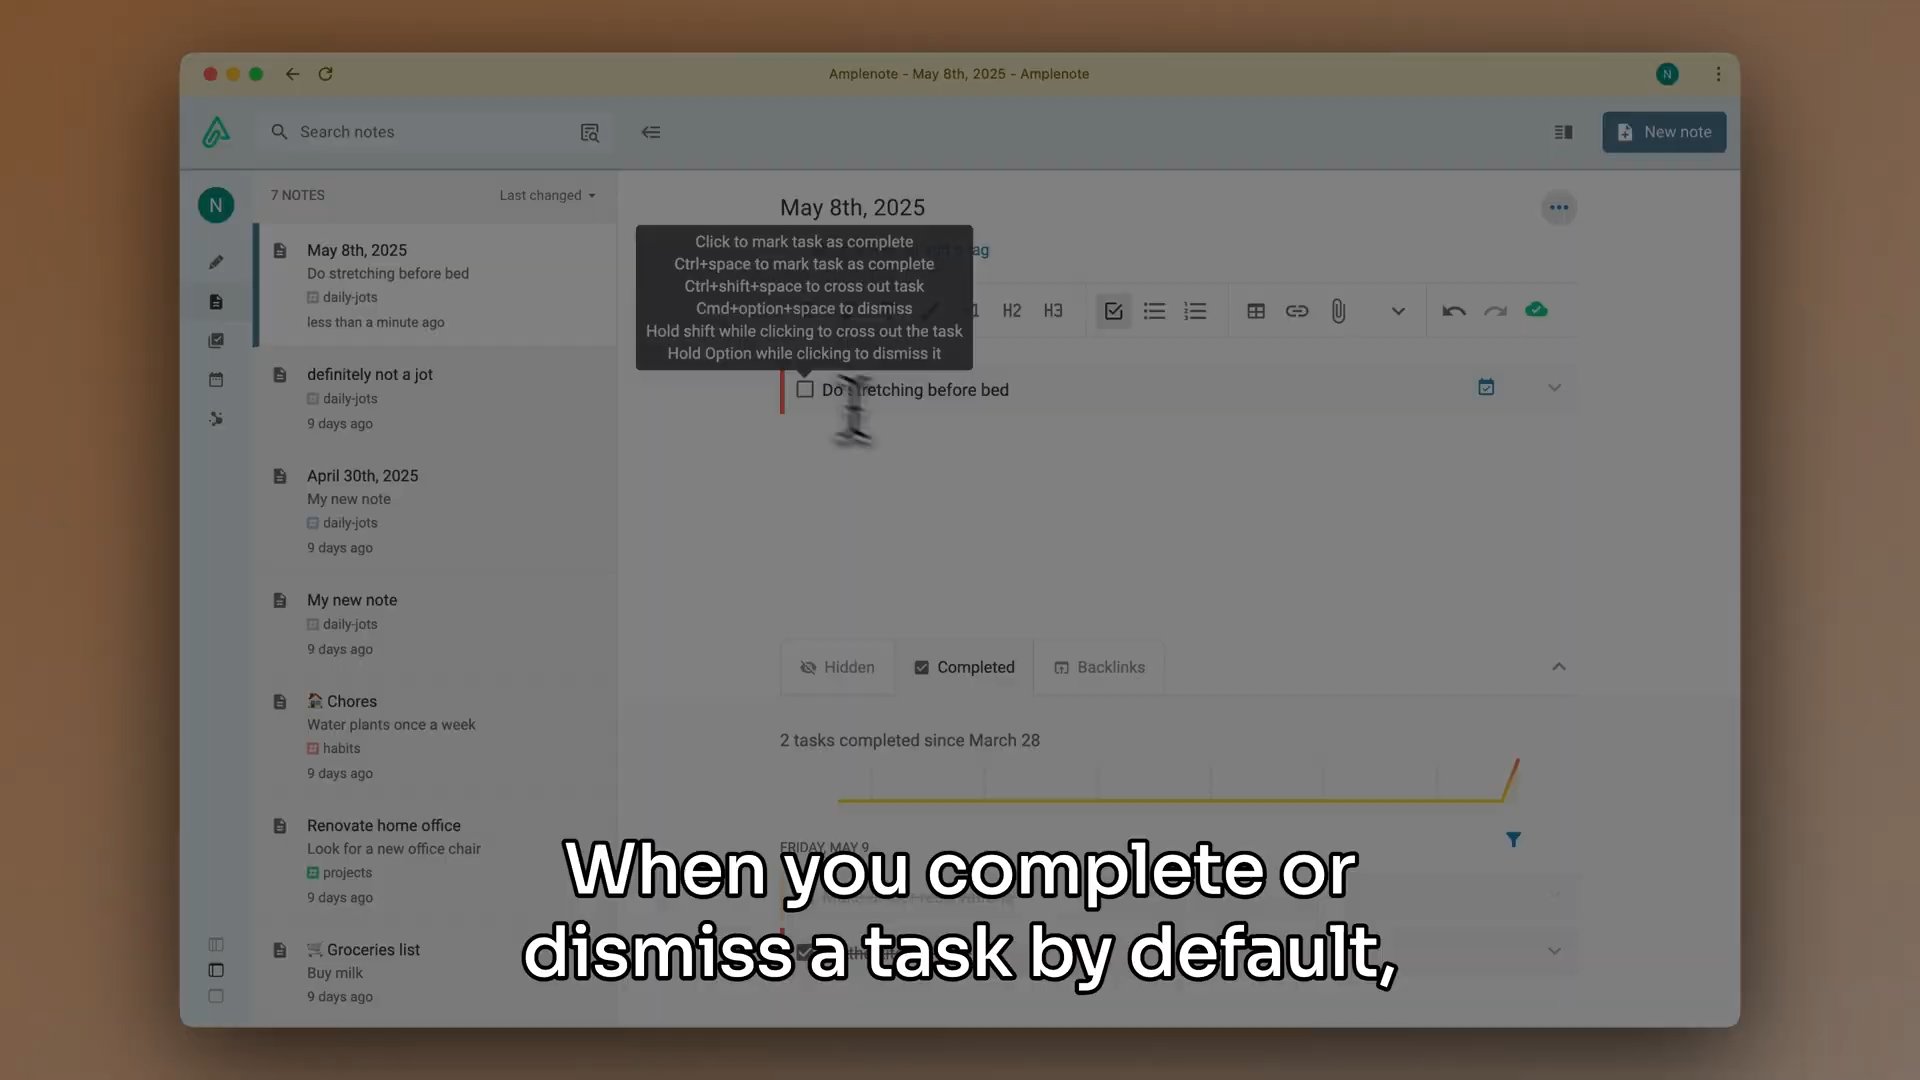 Amplenote - May 8th, 2025 - Amplenote
N
Search notes
New note
N
7 NOTES
Last changed
May 8th, 2025
Do stretching before bed
daily-jots
less than a minute ago
definitely not a jot
daily-jots
9 days ago
April 30th, 2025
My new note
daily-jots
9 days ago
My new note
daily-jots
9 days ago
Chores
Water plants once a week
habits
9 days ago
Renovate home office
Look for a new office chair
projects
9 days ago
Groceries list
Buy milk
9 days ago
May 8th, 2025
Click to mark task as complete
Ctrl+space to mark task as complete
Ctrl+shift+space to cross out task
Cmd+option+space to dismiss
Hold shift while clicking to cross out the task
Hold Option while clicking to dismiss it
H2 H3
Do stretching before bed
Hidden
Completed
Backlinks
2 tasks completed since March 28
FRIDAY, MAY 9
When you complete or
dismiss a task by default,